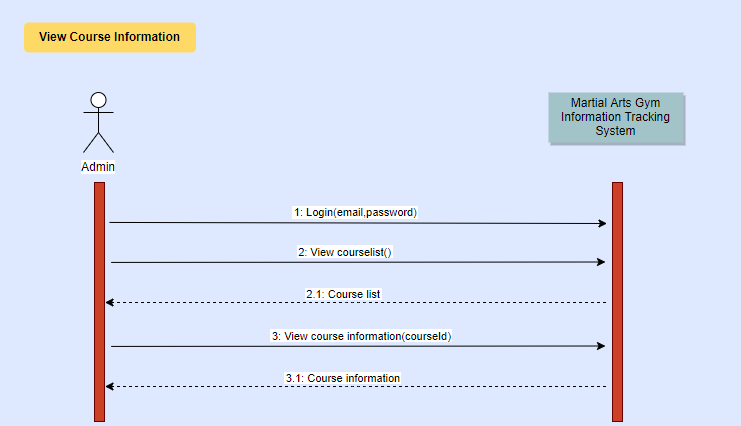 View Course Information
Martial Arts Gym
Information Tracking
System
Admin
1: Login(email,password)
2: View courselist()
2.1: Course list
3: View course information(courseId)
3.1: Course information